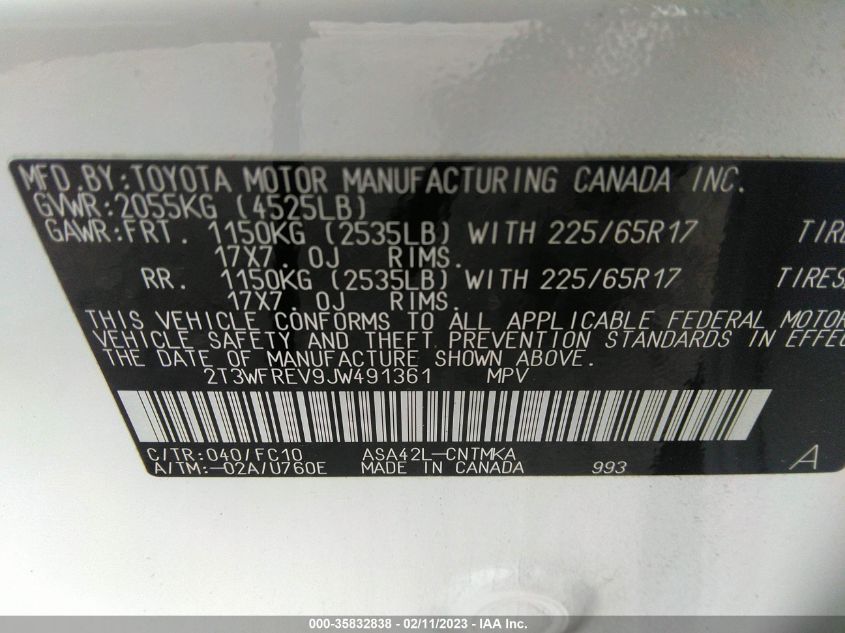 MFD.BY:TOYOTA MOTOR MANUFACTURING CANADA INC.
GVWR:2055KG (4525LB)
GAWR:FRT. 1150KG (2535LB) WITH 225/65R17 TIRE
17X7.0J RIMS.
RR. 1150KG (2535LB) WITH 225/65R17 TIRES
17X7.0J RIMS.
THIS VEHICLE CONFORMS TO ALL APPLICABLE FEDERAL MOTOR
VEHICLE SAFETY AND THEFT PREVENTION STANDARDS IN EFFEC
THE DATE OF MANUFACTURE SHOWN ABOVE.
2T3WFREV9JW491361 MPV
C/TR:040/FC10 ASA42L-CNTMKA
A/TM:-02A/U760E MADE IN CANADA 993 A
000-35832838 - 02/11/2023 - IAA Inc.